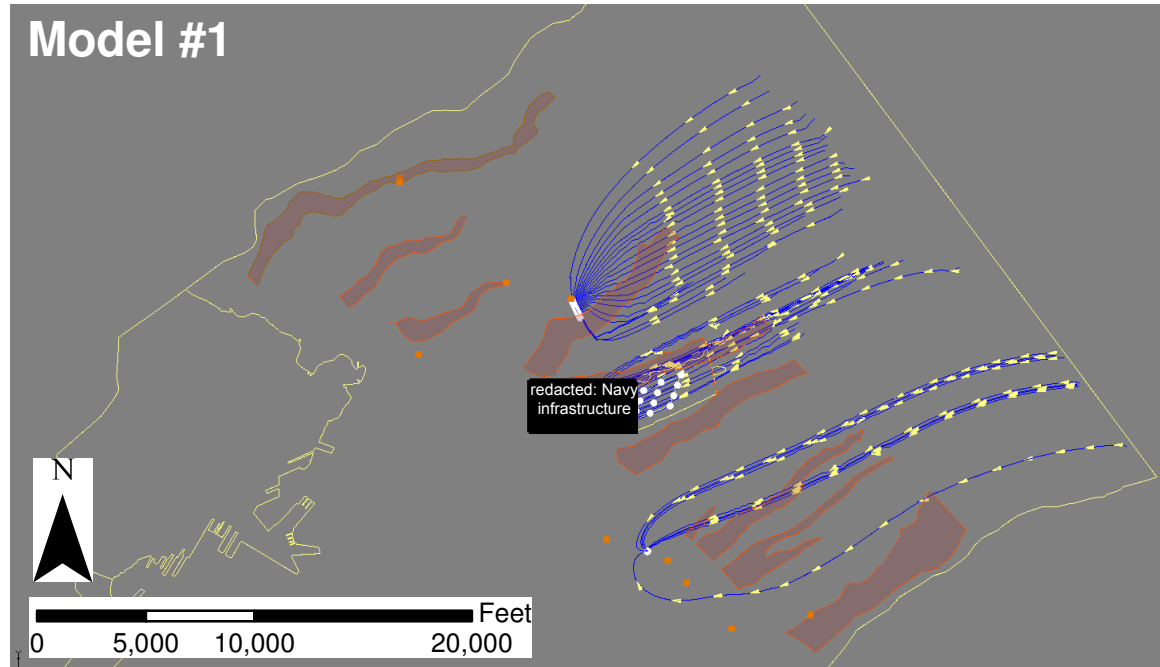 Model #1
redacted: Navy
infrastructure
N
Feet
0 5,000 10,000 20,000
Y